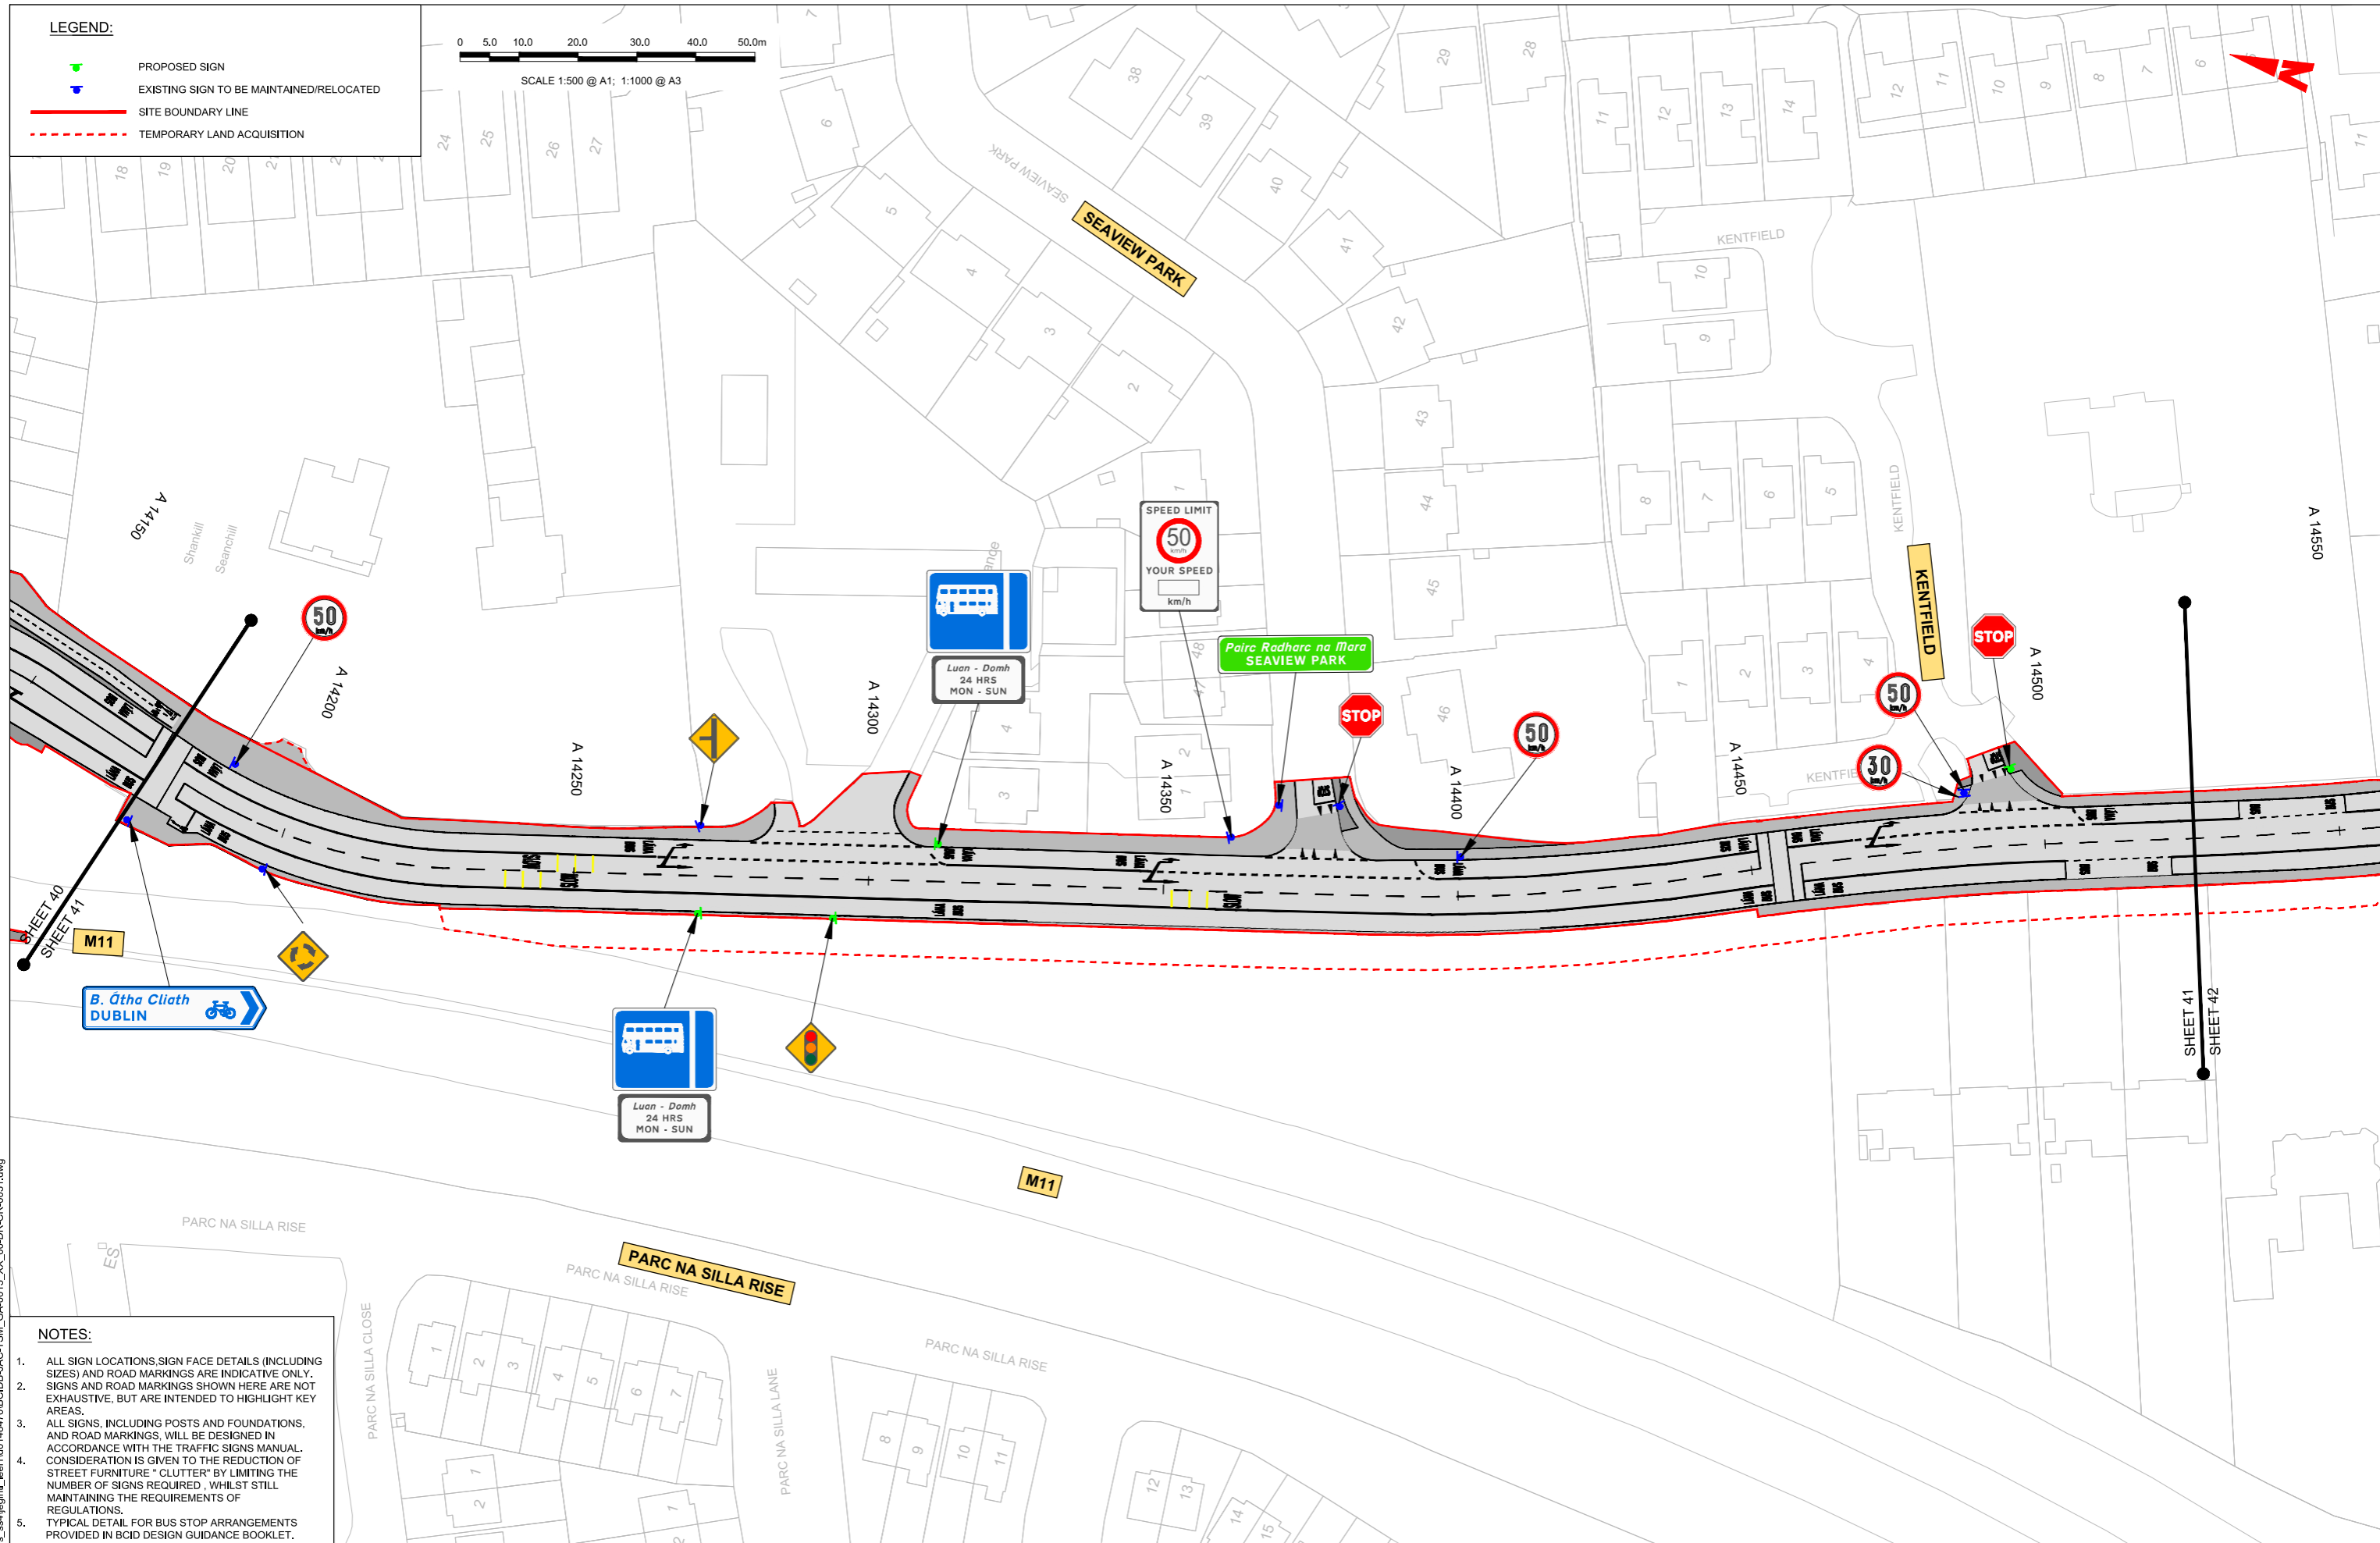 LEGEND:
PROPOSED SIGN
EXISTING SIGN TO BE MAINTAINED/RELOCATED
SITE BOUNDARY LINE
TEMPORARY LAND ACQUISITION
0 5.0 10.0 20.0 30.0 40.0 50.0m
SCALE 1:500 @ A1; 1:1000 @ A3
N
SEAVIEW PARK
SEAVIEW PARK
KENTFIELD
KENTFIELD
KENTFIELD
A 14150
Shankill
Seanchill
A 14200
A 14250
A 14300
A 14350
A 14400
A 14450
A 14500
A 14550
50
km/h
Luan - Domh
24 HRS
MON - SUN
SPEED LIMIT
50
km/h
YOUR SPEED
km/h
Pairc Radharc na Mara
SEAVIEW PARK
STOP
50
km/h
50
km/h
30
km/h
STOP
SHEET 40
SHEET 41
M11
B. Átha Cliath
DUBLIN
Luan - Domh
24 HRS
MON - SUN
SHEET 41
SHEET 42
M11
PARC NA SILLA RISE
PARC NA SILLA RISE
PARC NA SILLA RISE
PARC NA SILLA RISE
PARC NA SILLA CLOSE
PARC NA SILLA LANE
ES
NOTES:
1. ALL SIGN LOCATIONS,SIGN FACE DETAILS (INCLUDING
SIZES) AND ROAD MARKINGS ARE INDICATIVE ONLY.
2. SIGNS AND ROAD MARKINGS SHOWN HERE ARE NOT
EXHAUSTIVE, BUT ARE INTENDED TO HIGHLIGHT KEY
AREAS.
3. ALL SIGNS, INCLUDING POSTS AND FOUNDATIONS,
AND ROAD MARKINGS, WILL BE DESIGNED IN
ACCORDANCE WITH THE TRAFFIC SIGNS MANUAL.
4. CONSIDERATION IS GIVEN TO THE REDUCTION OF
STREET FURNITURE " CLUTTER" BY LIMITING THE
NUMBER OF SIGNS REQUIRED , WHILST STILL
MAINTAINING THE REQUIREMENTS OF
REGULATIONS.
5. TYPICAL DETAIL FOR BUS STOP ARRANGEMENTS
PROVIDED IN BCID DESIGN GUIDANCE BOOKLET.